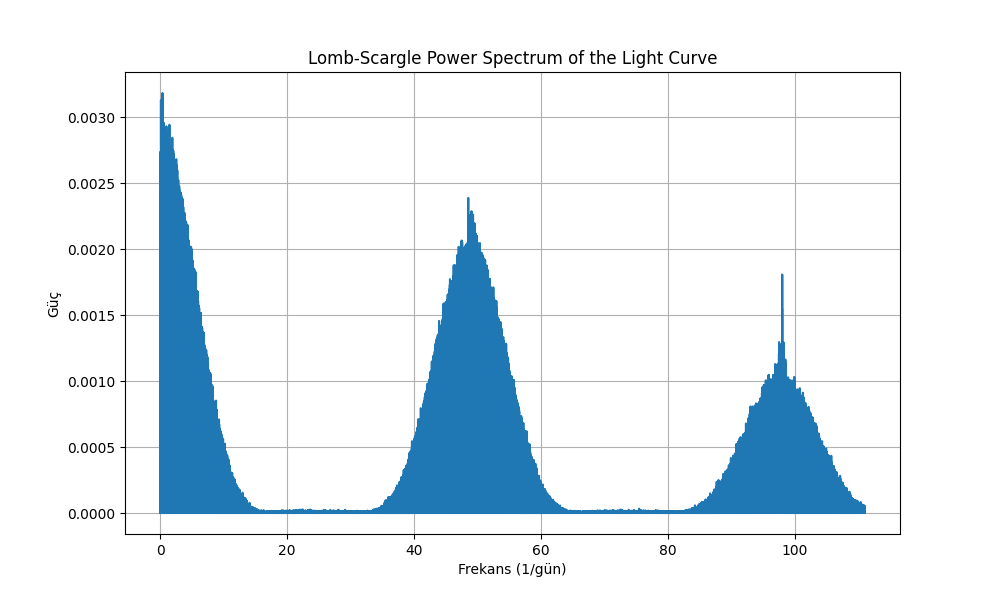 Lomb-Scargle Power Spectrum of the Light Curve
0.0030
0.0025
0.0020
0.0015
0.0010
0.0005
0.0000
Güç
0 20 40 60 80 100
Frekans (1/gün)